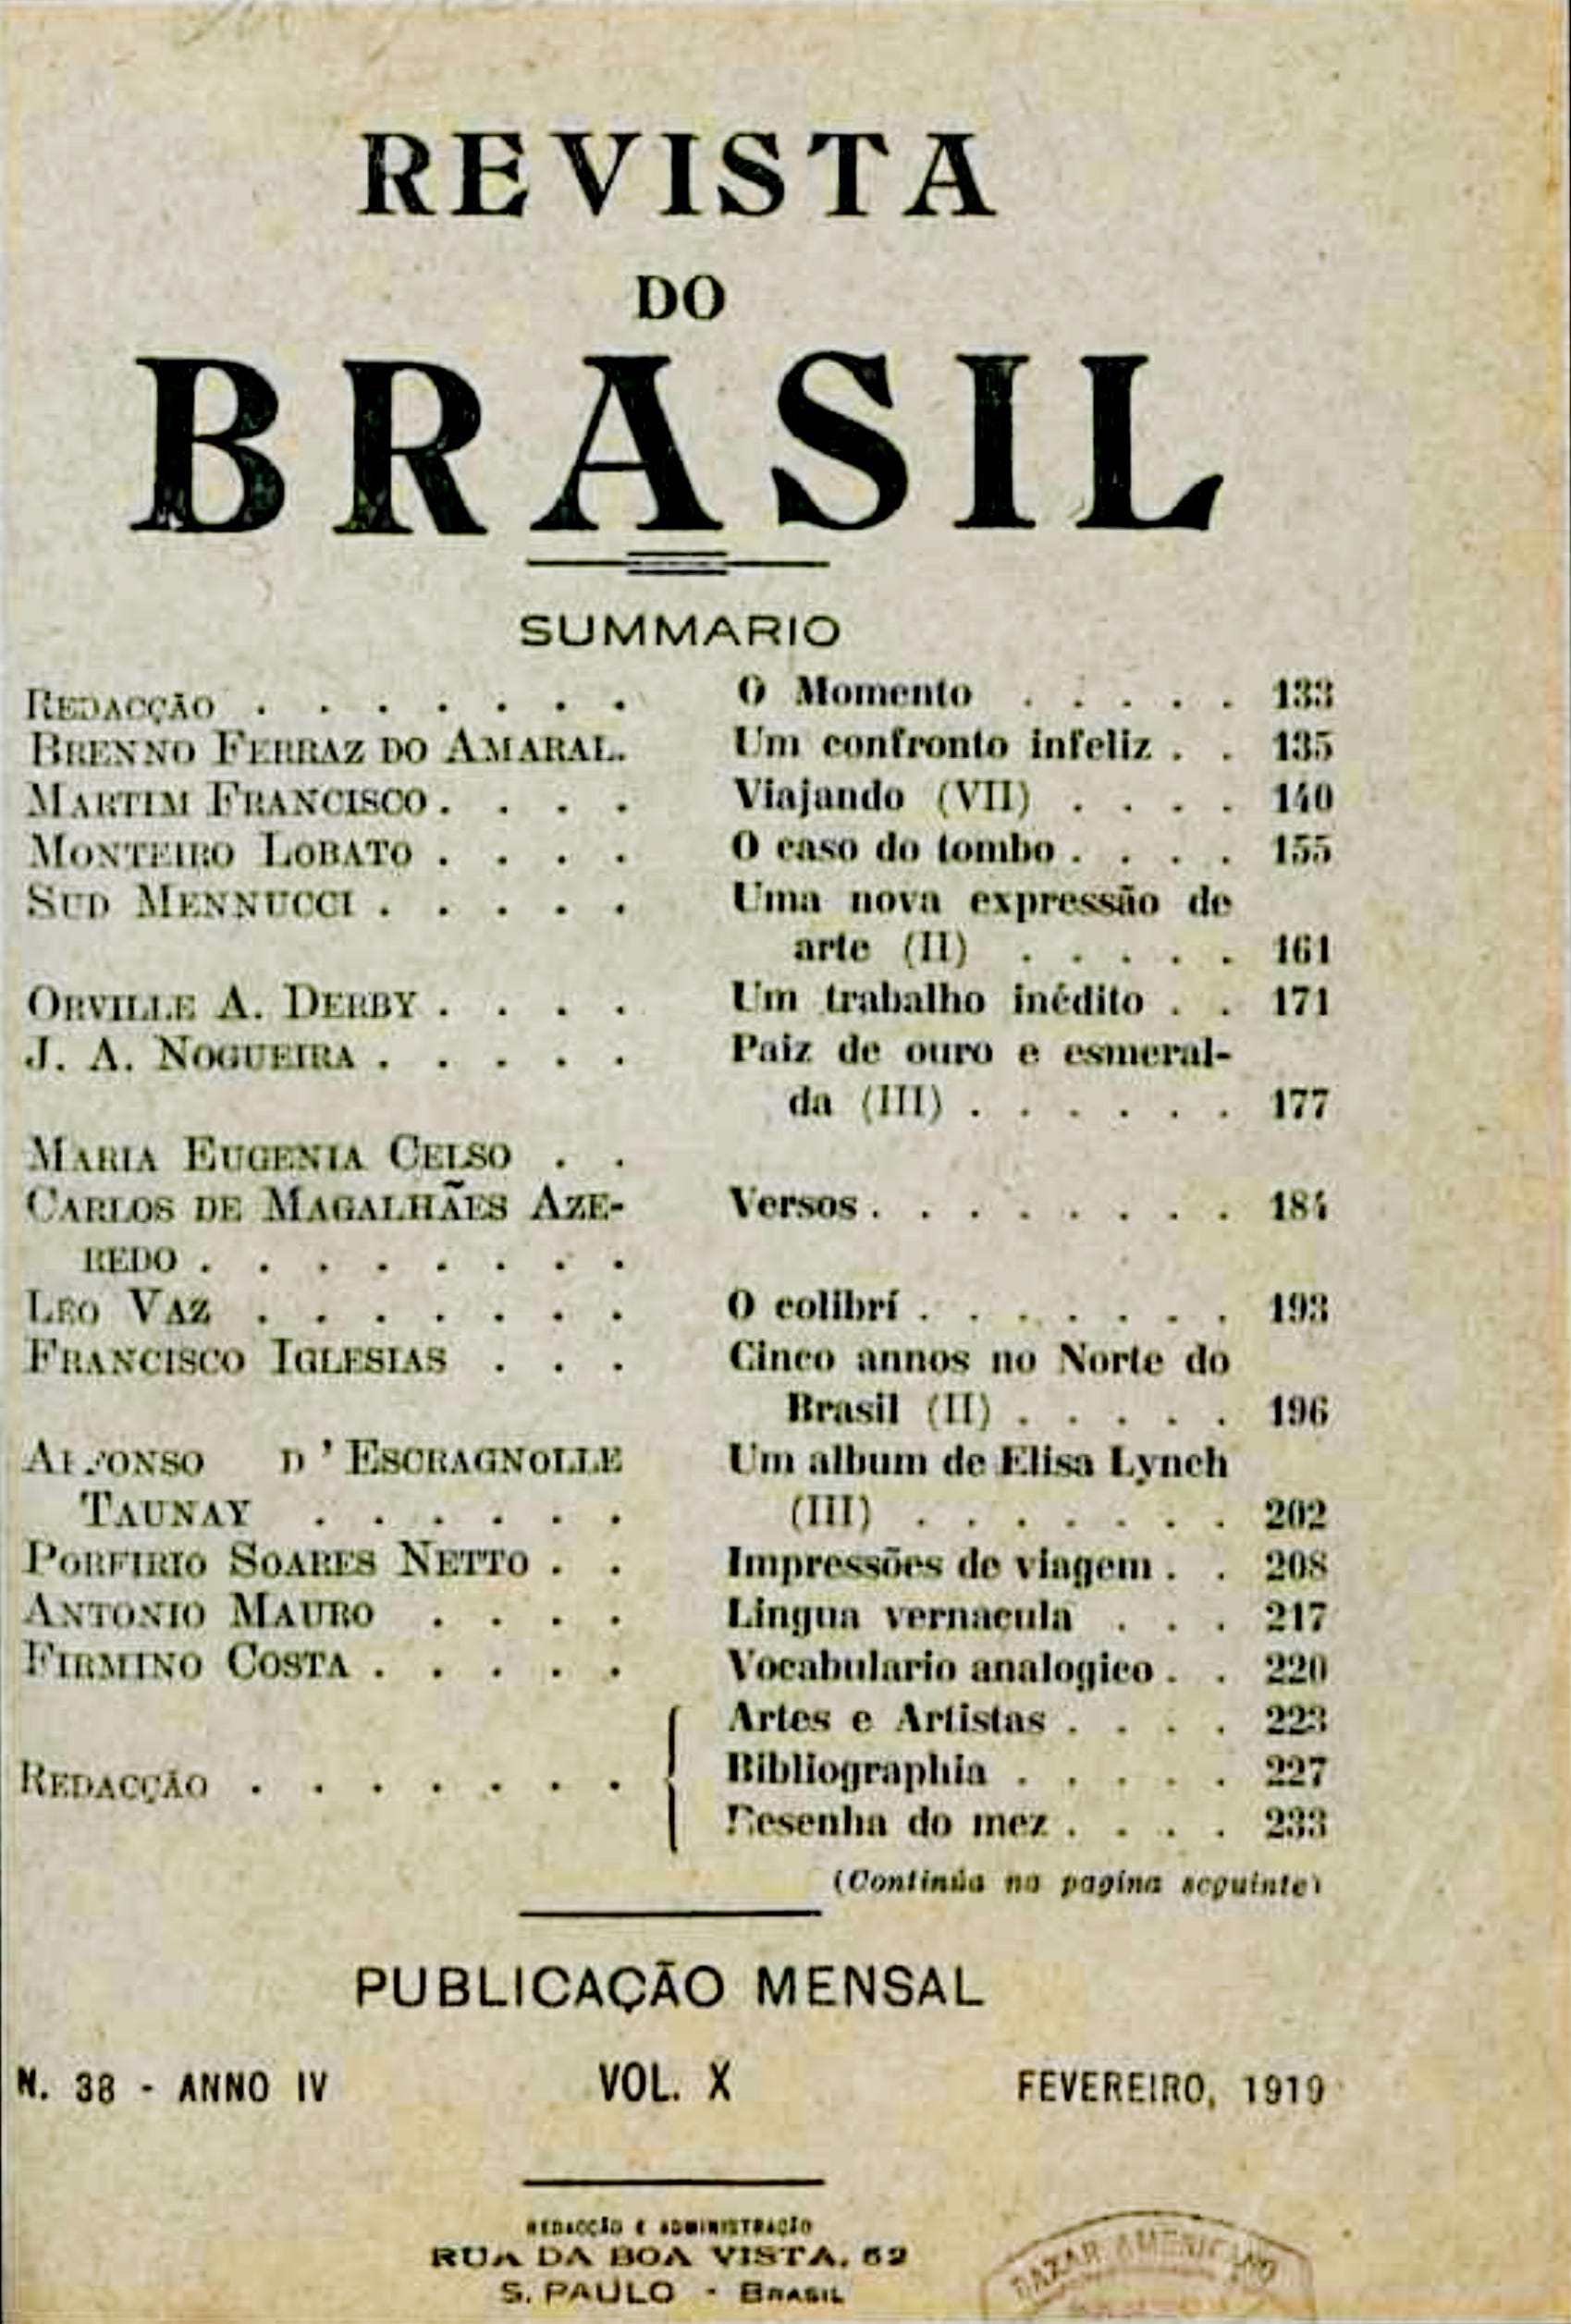 REVISTA
DO
BRASIL
SUMMARIO
REDACÇÃO . . . . . . . O Momento . . . . . 133
BRENNO FERRAZ DO AMARAL. Um confronto infeliz . . 135
MARTIM FRANCISCO . . . . Viajando (VII) . . . . 140
MONTEIRO LOBATO . . . . O caso do tombo . . . . 155
SUD MENNUCCI . . . . . Uma nova expressão de
arte (II) . . . . . 161
ORVILLE A. DERBY . . . . Um trabalho inédito . . 171
J. A. NOGUEIRA . . . . . Paiz de ouro e esmeral-
da (III) . . . . . . 177
MARIA EUGENIA CELSO . .
CARLOS DE MAGALHÃES AZE- Versos . . . . . . . . 184
REDO . . . . . . . .
LEO VAZ . . . . . . . O colibrí . . . . . . . 193
FRANCISCO IGLESIAS . . . Cinco annos no Norte do
Brasil (II) . . . . . 196
AFFONSO D'ESCRAGNOLLE Um album de Elisa Lynch
TAUNAY . . . . . . (III) . . . . . . . 202
PORFIRIO SOARES NETTO . . Impressões de viagem . . 208
ANTONIO MAURO . . . . Lingua vernacula . . . 217
FIRMINO COSTA . . . . . Vocabulario analogico . . 220
Artes e Artistas . . . . 223
REDACÇÃO . . . . . . . Bibliographia . . . . . 227
Resenha do mez . . . . 233
(Continúa na pagina seguinte)
PUBLICAÇÃO MENSAL
N. 38 - ANNO IV VOL. X FEVEREIRO, 1919
REDACÇÃO E ADMINISTRAÇÃO
RUA DA BOA VISTA, 52
S. PAULO - BRASIL
BAZAR AMERICANO